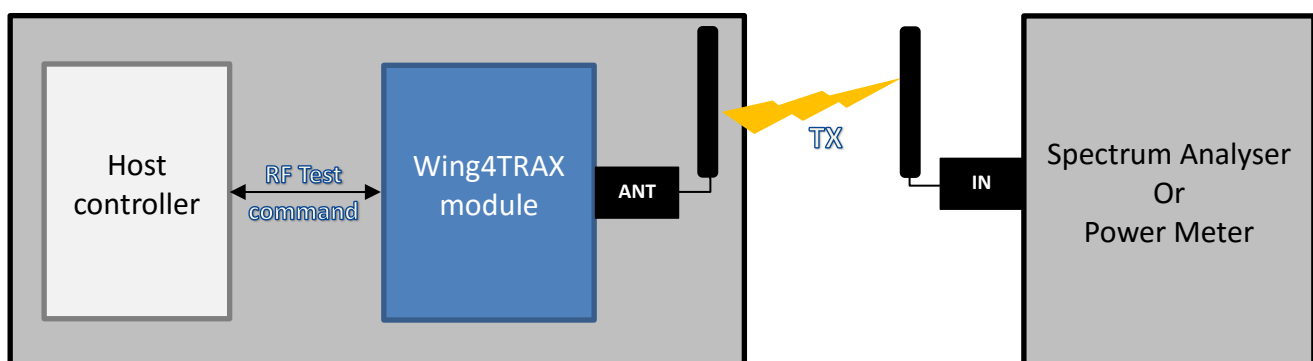 Host
controller
RF Test
command
Wing4TRAX
module
ANT
TX
IN
Spectrum Analyser
Or
Power Meter